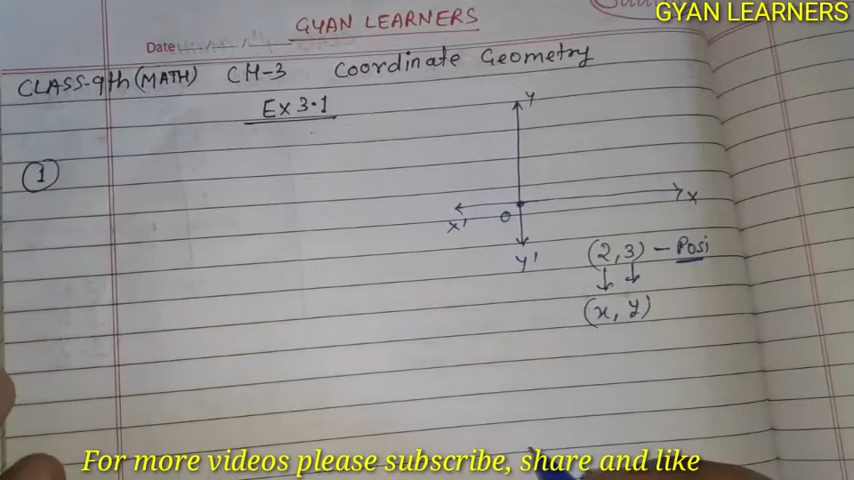 GYAN LEARNERS
GYAN LEARNERS
Date
CLASS-9th (MATH) CH-3 Coordinate Geometry
Ex 3.1
1
Y
X
X'
O
Y'
(2,3) - Posi
(x, y)
For more videos please subscribe, share and like